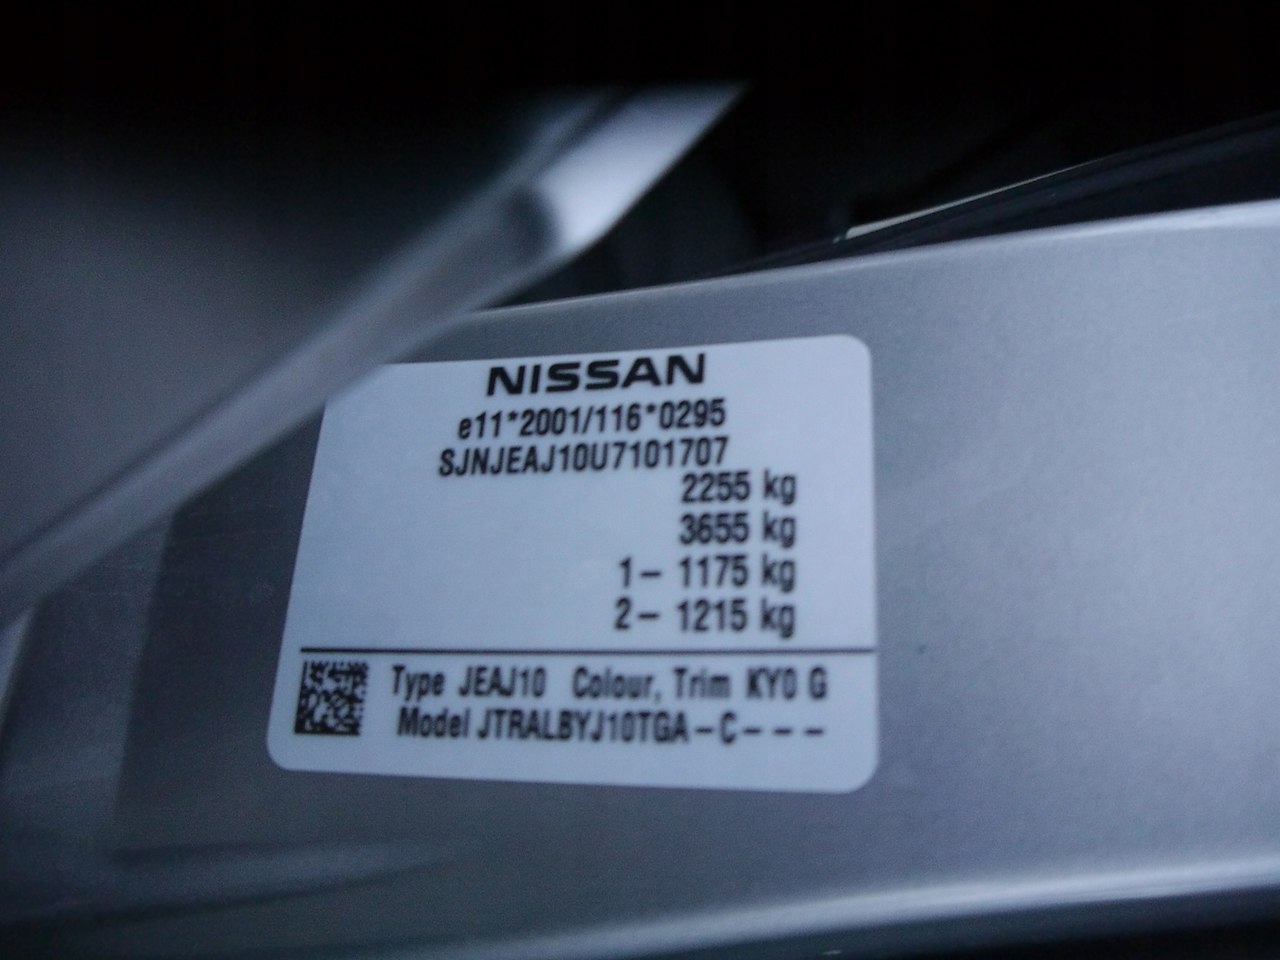 NISSAN
e11*2001/116*0295
SJNJEAJ10U7101707
2255 kg
3655 kg
1- 1175 kg
2- 1215 kg
Type JEAJ10 Colour, Trim KY0 G
Model JTRALBYJ10TGA-C---